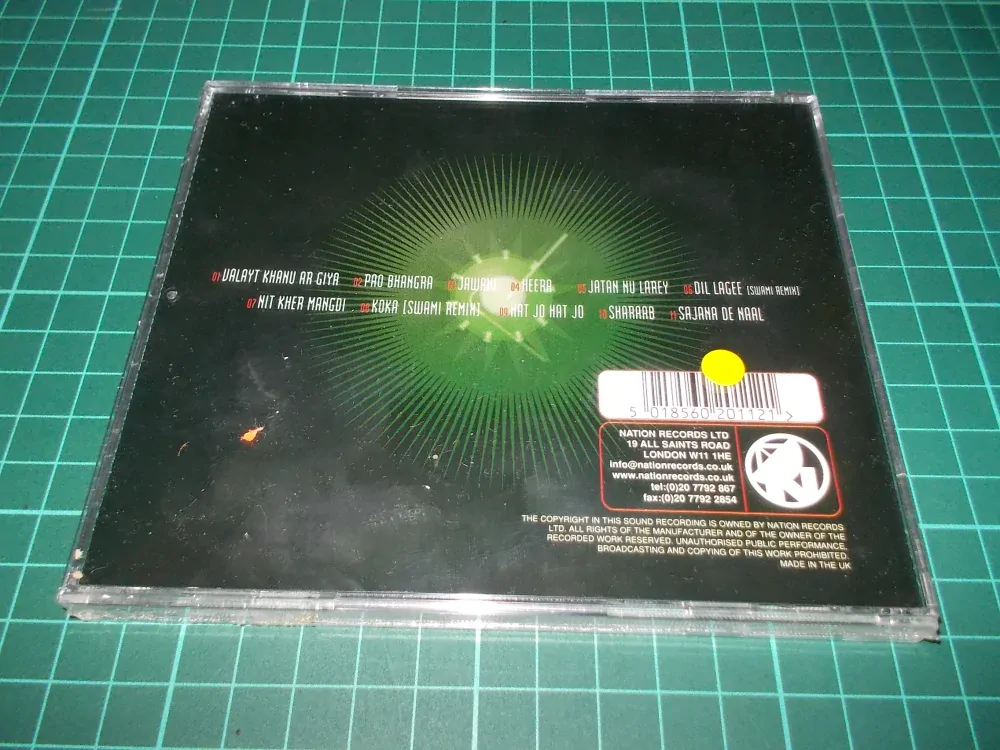 01 VALAYT KHANU AR GIYA 02 PAO BHANGRA 03 JAWANI 04 HEERA 05 JATAN NU LAREY 06 DIL LAGEE [SWAMI REMIX]
07 NIT KHER MANGDI 08 KOKA [SWAMI REMIX] 09 HAT JO HAT JO 10 SHARARB 11 SAJANA DE NAAL
5 018560 201121 >
NATION RECORDS LTD
19 ALL SAINTS ROAD
LONDON W11 1HE
info@nationrecords.co.uk
www.nationrecords.co.uk
tel:(0)20 7792 867
fax:(0)20 7792 2854
THE COPYRIGHT IN THIS SOUND RECORDING IS OWNED BY NATION RECORDS
LTD. ALL RIGHTS OF THE MANUFACTURER AND OF THE OWNER OF THE
RECORDED WORK RESERVED. UNAUTHORISED PUBLIC PERFORMANCE,
BROADCASTING AND COPYING OF THIS WORK PROHIBITED.
MADE IN THE UK